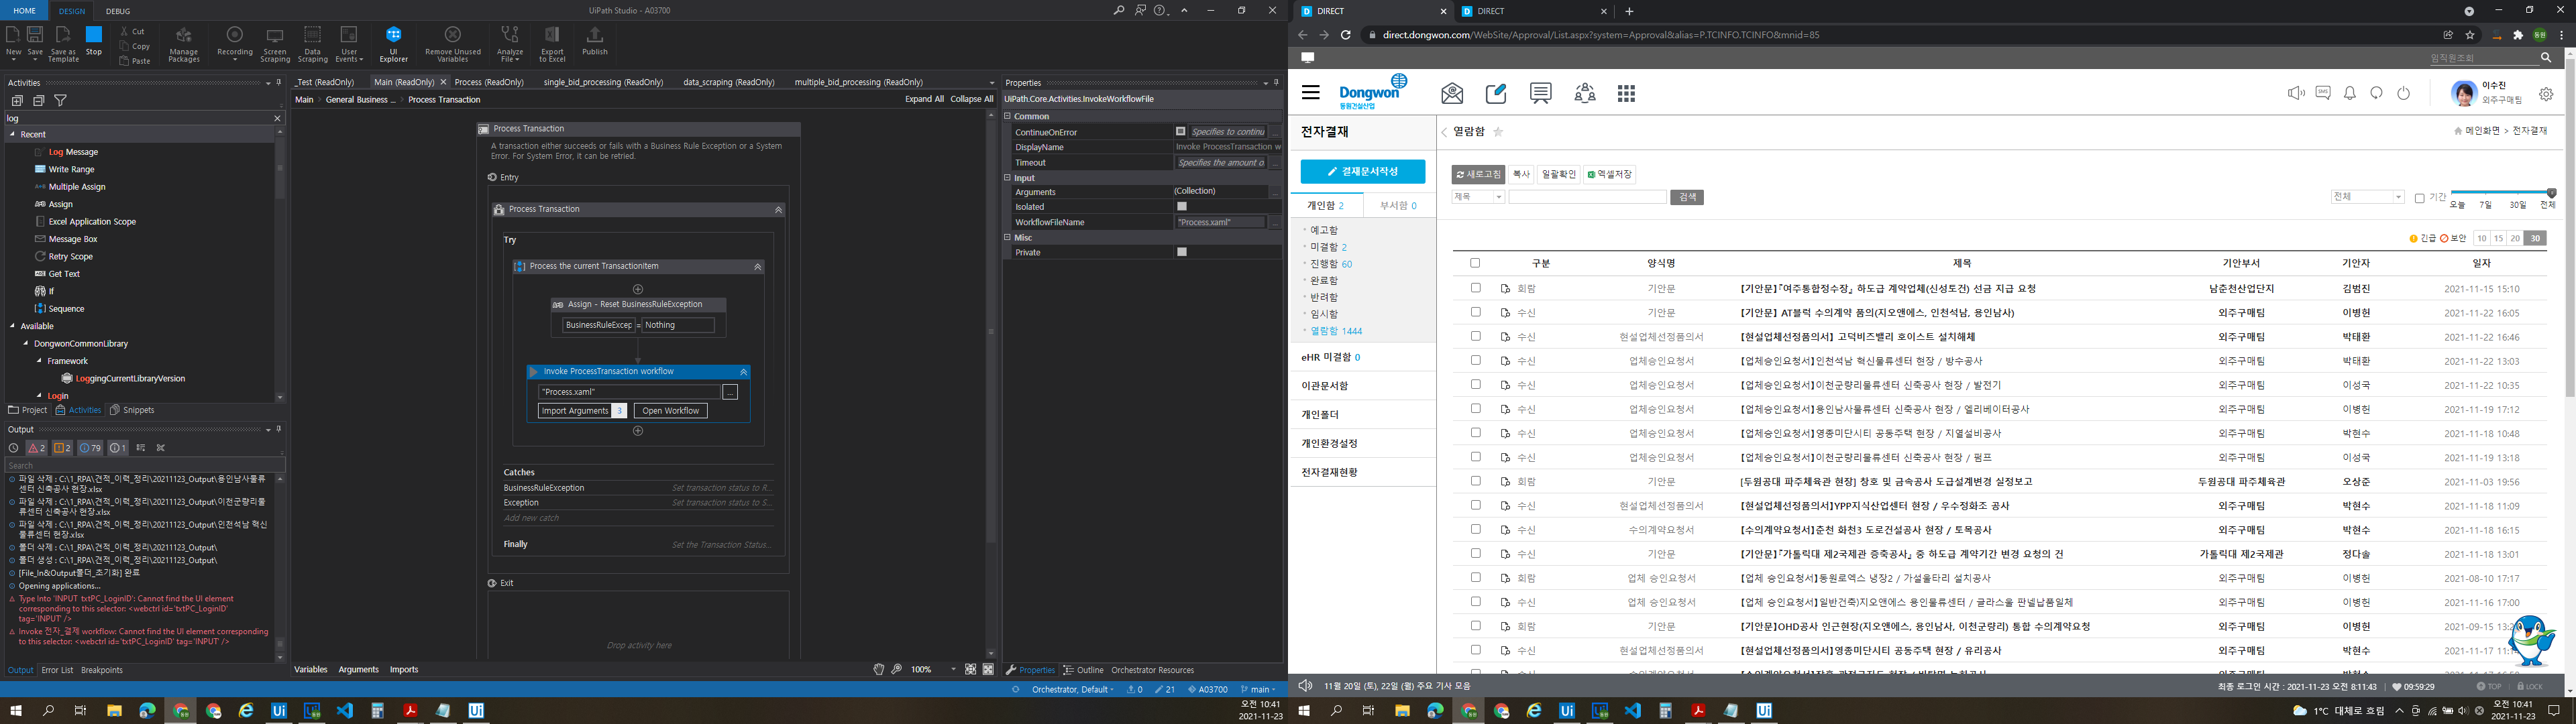 HOME DESIGN DEBUG
UiPath Studio - A03700
New Save Save as Template Stop
Cut
Copy
Paste
Manage Packages Recording Screen Scraping Data Scraping User Events UI Explorer Remove Unused Variables Analyze File Export to Excel Publish
Activities
log
Recent
Log Message
Write Range
Multiple Assign
Assign
Excel Application Scope
Message Box
Retry Scope
Get Text
If
Sequence
Available
DongwonCommonLibrary
Framework
LoggingCurrentLibraryVersion
Login
Project Activities Snippets
Output
2 2 79 1
Search
파일 삭제 : C:\1_RPA\견적_이력_정리\20211123_Output\용인남사물류
센터 신축공사 현장.xlsx
파일 삭제 : C:\1_RPA\견적_이력_정리\20211123_Output\이천군량리물
류센터 신축공사 현장.xlsx
파일 삭제 : C:\1_RPA\견적_이력_정리\20211123_Output\인천석남 혁신
물류센터 현장.xlsx
폴더 삭제 : C:\1_RPA\견적_이력_정리\20211123_Output\
폴더 생성 : C:\1_RPA\견적_이력_정리\20211123_Output\
[File_In&Output폴더_초기화] 완료
Opening applications...
Type Into 'INPUT txtPC_LoginID': Cannot find the UI element
corresponding to this selector: <webctrl id='txtPC_LoginID'
tag='INPUT' />
Invoke 전자_결제 workflow: Cannot find the UI element corresponding
to this selector: <webctrl id='txtPC_LoginID' tag='INPUT' />
Output Error List Breakpoints
_Test (ReadOnly) Main (ReadOnly) Process (ReadOnly) single_bid_processing (ReadOnly) data_scraping (ReadOnly) multiple_bid_processing (ReadOnly)
Main > General Business ... > Process Transaction
Expand All Collapse All
Process Transaction
A transaction either succeeds or fails with a Business Rule Exception or a System
Error. For System Error, it can be retried.
Entry
Process Transaction
Try
Process the current TransactionItem
Assign - Reset BusinessRuleException
BusinessRuleExcep = Nothing
Invoke ProcessTransaction workflow
"Process.xaml" ...
Import Arguments 3 Open Workflow
Catches
BusinessRuleException Set transaction status to R...
Exception Set transaction status to S...
Add new catch
Finally Set the Transaction Status...
Exit
Drop activity here
Variables Arguments Imports 100%
Properties
UiPath.Core.Activities.InvokeWorkflowFile
Common
ContinueOnError Specifies to continu ...
DisplayName Invoke ProcessTransaction w
Timeout Specifies the amount o ...
Input
Arguments (Collection) ...
Isolated
WorkflowFileName "Process.xaml" ...
Misc
Private
Properties Outline Orchestrator Resources
Orchestrator, Default 0 21 A03700 main
오전 10:41
2021-11-23
DIRECT DIRECT
direct.dongwon.com/WebSite/Approval/List.aspx?system=Approval&alias=P.TCINFO.TCINFO&mnid=85
임직원조회
Dongwon
동원건설산업
이수진
외주구매팀
전자결재
결재문서작성
개인함 2 부서함 0
예고함
미결함 2
진행함 60
완료함
반려함
임시함
열람함 1444
eHR 미결함 0
이관문서함
개인폴더
개인환경설정
전자결재현황
열람함
메인화면 > 전자결재
새로고침 복사 일괄확인 엑셀저장
제목 검색
전체 기간 오늘 7일 30일 전체
긴급 보안 10 15 20 30
구분 양식명 제목 기안부서 기안자 일자
회람 기안문 [기안문]「여주통합정수장」 하도급 계약업체(신성토건) 선금 지급 요청 남춘천산업단지 김범진 2021-11-15 15:10
수신 기안문 [기안문] AT블럭 수의계약 품의(지오앤에스, 인천석남, 용인남사) 외주구매팀 이병헌 2021-11-22 16:05
수신 현설업체선정품의서 [현설업체선정품의서] 고덕비즈밸리 호이스트 설치해체 외주구매팀 박태환 2021-11-22 16:46
수신 업체승인요청서 [업체승인요청서]인천석남 혁신물류센터 현장 / 방수공사 외주구매팀 박태환 2021-11-22 13:03
수신 업체승인요청서 [업체승인요청서]이천군량리물류센터 신축공사 현장 / 발전기 외주구매팀 이성국 2021-11-22 10:35
수신 업체승인요청서 [업체승인요청서]용인남사물류센터 신축공사 현장 / 엘리베이터공사 외주구매팀 이병헌 2021-11-19 17:12
수신 업체승인요청서 [업체승인요청서]영종미단시티 공동주택 현장 / 지열설비공사 외주구매팀 박현수 2021-11-18 10:48
수신 업체승인요청서 [업체승인요청서]이천군량리물류센터 신축공사 현장 / 펌프 외주구매팀 이성국 2021-11-19 13:18
회람 기안문 [두원공대 파주체육관 현장] 창호 및 금속공사 도급설계변경 실정보고 두원공대 파주체육관 오상준 2021-11-03 19:56
수신 현설업체선정품의서 [현설업체선정품의서]YPP지식산업센터 현장 / 우수정화조 공사 외주구매팀 박현수 2021-11-18 11:09
수신 수의계약요청서 [수의계약요청서]춘천 화천3 도로건설공사 현장 / 토목공사 외주구매팀 박현수 2021-11-18 16:15
수신 기안문 [기안문]「가톨릭대 제2국제관 증축공사」 중 하도급 계약기간 변경 요청의 건 가톨릭대 제2국제관 정다솔 2021-11-18 13:01
회람 업체 승인요청서 [업체 승인요청서]동원로엑스 냉장2 / 가설울타리 설치공사 외주구매팀 이병헌 2021-08-10 17:17
수신 업체 승인요청서 [업체 승인요청서]일반건축)지오앤에스 용인물류센터 / 글라스울 판넬납품일체 외주구매팀 이병헌 2021-11-16 17:00
회람 기안문 [기안문]OHD공사 인근현장(지오앤에스, 용인남사, 이천군량리) 통합 수의계약요청 외주구매팀 이병헌 2021-09-15 13:2
수신 현설업체선정품의서 [현설업체선정품의서]영종미단시티 공동주택 현장 / 유리공사 외주구매팀 박현수 2021-11-17 11:14
11월 20일 (토), 22일 (월) 주요 기사 모음
최종 로그인 시간 : 2021-11-23 오전 8:11:43 | 09:59:29 TOP LOCK
1°C 대체로 흐림
오전 10:41
2021-11-23